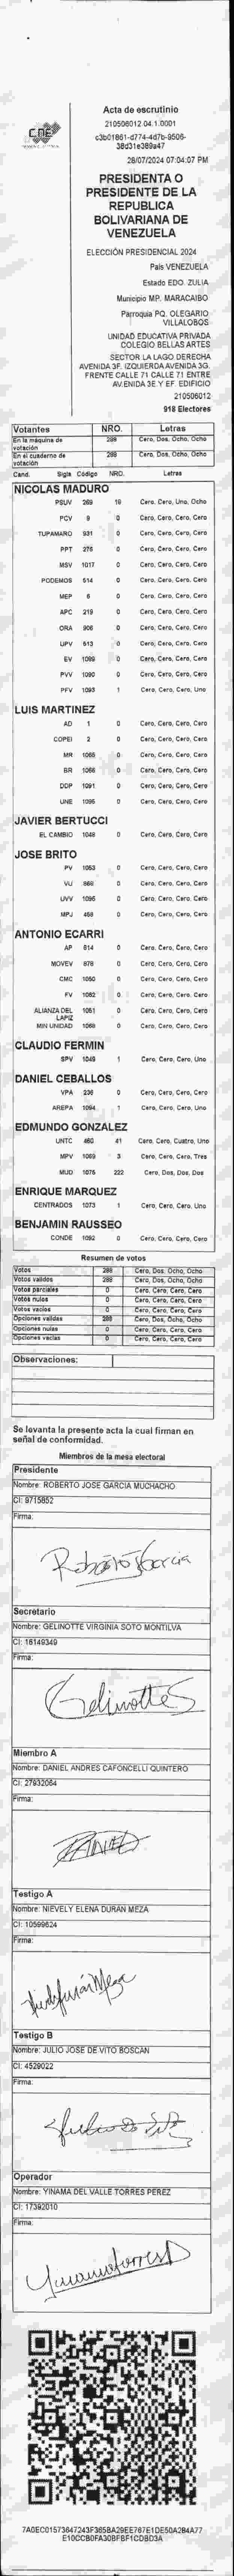 CNE
Acta de escrutinio
210506012.04.1.0001
c3b01861-d774-4d7b-9506-
38d31e389a47
28/07/2024 07:04:07 PM
PRESIDENTA O
PRESIDENTE DE LA
REPUBLICA
BOLIVARIANA DE
VENEZUELA
ELECCIÓN PRESIDENCIAL 2024
País VENEZUELA
Estado EDO. ZULIA
Municipio MP. MARACAIBO
Parroquia PQ. OLEGARIO
VILLALOBOS
UNIDAD EDUCATIVA PRIVADA
COLEGIO BELLAS ARTES
SECTOR LA LAGO DERECHA
AVENIDA 3F. IZQUIERDA AVENIDA 3G.
FRENTE CALLE 71 CALLE 71 ENTRE
AVENIDA 3E Y EF. EDIFICIO
210506012
918 Electores
Votantes NRO. Letras
En la máquina de votación 288 Cero, Dos, Ocho, Ocho
En el cuaderno de votación 288 Cero, Dos, Ocho, Ocho
Cand. Sigla Código NRO. Letras
NICOLAS MADURO
PSUV 269 18 Cero, Cero, Uno, Ocho
PCV 9 0 Cero, Cero, Cero, Cero
TUPAMARO 931 0 Cero, Cero, Cero, Cero
PPT 276 0 Cero, Cero, Cero, Cero
MSV 1017 0 Cero, Cero, Cero, Cero
PODEMOS 514 0 Cero, Cero, Cero, Cero
MEP 6 0 Cero, Cero, Cero, Cero
APC 219 0 Cero, Cero, Cero, Cero
ORA 906 0 Cero, Cero, Cero, Cero
UPV 513 0 Cero, Cero, Cero, Cero
EV 1099 0 Cero, Cero, Cero, Cero
PVV 1090 0 Cero, Cero, Cero, Cero
PFV 1093 1 Cero, Cero, Cero, Uno
LUIS MARTINEZ
AD 1 0 Cero, Cero, Cero, Cero
COPEI 2 0 Cero, Cero, Cero, Cero
MR 1065 0 Cero, Cero, Cero, Cero
BR 1066 0 Cero, Cero, Cero, Cero
DDP 1091 0 Cero, Cero, Cero, Cero
UNE 1095 0 Cero, Cero, Cero, Cero
JAVIER BERTUCCI
EL CAMBIO 1048 0 Cero, Cero, Cero, Cero
JOSE BRITO
PV 1053 0 Cero, Cero, Cero, Cero
VU 868 0 Cero, Cero, Cero, Cero
UVV 1096 0 Cero, Cero, Cero, Cero
MPJ 458 0 Cero, Cero, Cero, Cero
ANTONIO ECARRI
AP 814 0 Cero, Cero, Cero, Cero
MOVEV 878 0 Cero, Cero, Cero, Cero
CMC 1050 0 Cero, Cero, Cero, Cero
FV 1052 0 Cero, Cero, Cero, Cero
ALIANZA DEL LAPIZ 1051 0 Cero, Cero, Cero, Cero
MIN UNIDAD 1068 0 Cero, Cero, Cero, Cero
CLAUDIO FERMIN
SPV 1049 1 Cero, Cero, Cero, Uno
DANIEL CEBALLOS
VPA 236 0 Cero, Cero, Cero, Cero
AREPA 1094 1 Cero, Cero, Cero, Uno
EDMUNDO GONZALEZ
UNTC 460 41 Cero, Cero, Cuatro, Uno
MPV 1069 3 Cero, Cero, Cero, Tres
MUD 1075 222 Cero, Dos, Dos, Dos
ENRIQUE MARQUEZ
CENTRADOS 1073 1 Cero, Cero, Cero, Uno
BENJAMIN RAUSSEO
CONDE 1092 0 Cero, Cero, Cero, Cero
Resumen de votos
Votos 288 Cero, Dos, Ocho, Ocho
Votos validos 288 Cero, Dos, Ocho, Ocho
Votos parciales 0 Cero, Cero, Cero, Cero
Votos nulos 0 Cero, Cero, Cero, Cero
Votos vacíos 0 Cero, Cero, Cero, Cero
Opciones validas 288 Cero, Dos, Ocho, Ocho
Opciones nulas 0 Cero, Cero, Cero, Cero
Opciones vacías 0 Cero, Cero, Cero, Cero
Observaciones:
Se levanta la presente acta la cual firman en
señal de conformidad.
Miembros de la mesa electoral
Presidente
Nombre: ROBERTO JOSE GARCIA MUCHACHO
CI: 9715852
Firma:
Roberto Garcia
Secretario
Nombre: GELINOTTE VIRGINIA SOTO MONTILVA
CI: 16149349
Firma:
Gelinotte S
Miembro A
Nombre: DANIEL ANDRES CAFONCELLI QUINTERO
CI: 27932064
Firma:
DANIEL
Testigo A
Nombre: NIEVELY ELENA DURAN MEZA
CI: 10599624
Firma:
Testigo B
Nombre: JULIO JOSE DE VITO BOSCAN
CI: 4529022
Firma:
Julio De Vito
Operador
Nombre: YINAMA DEL VALLE TORRES PEREZ
CI: 17392010
Firma:
7A0EC01573647243F365BA29EE767E1DE50A284A77
E10CCB0FA30BFBF1CDBD3A